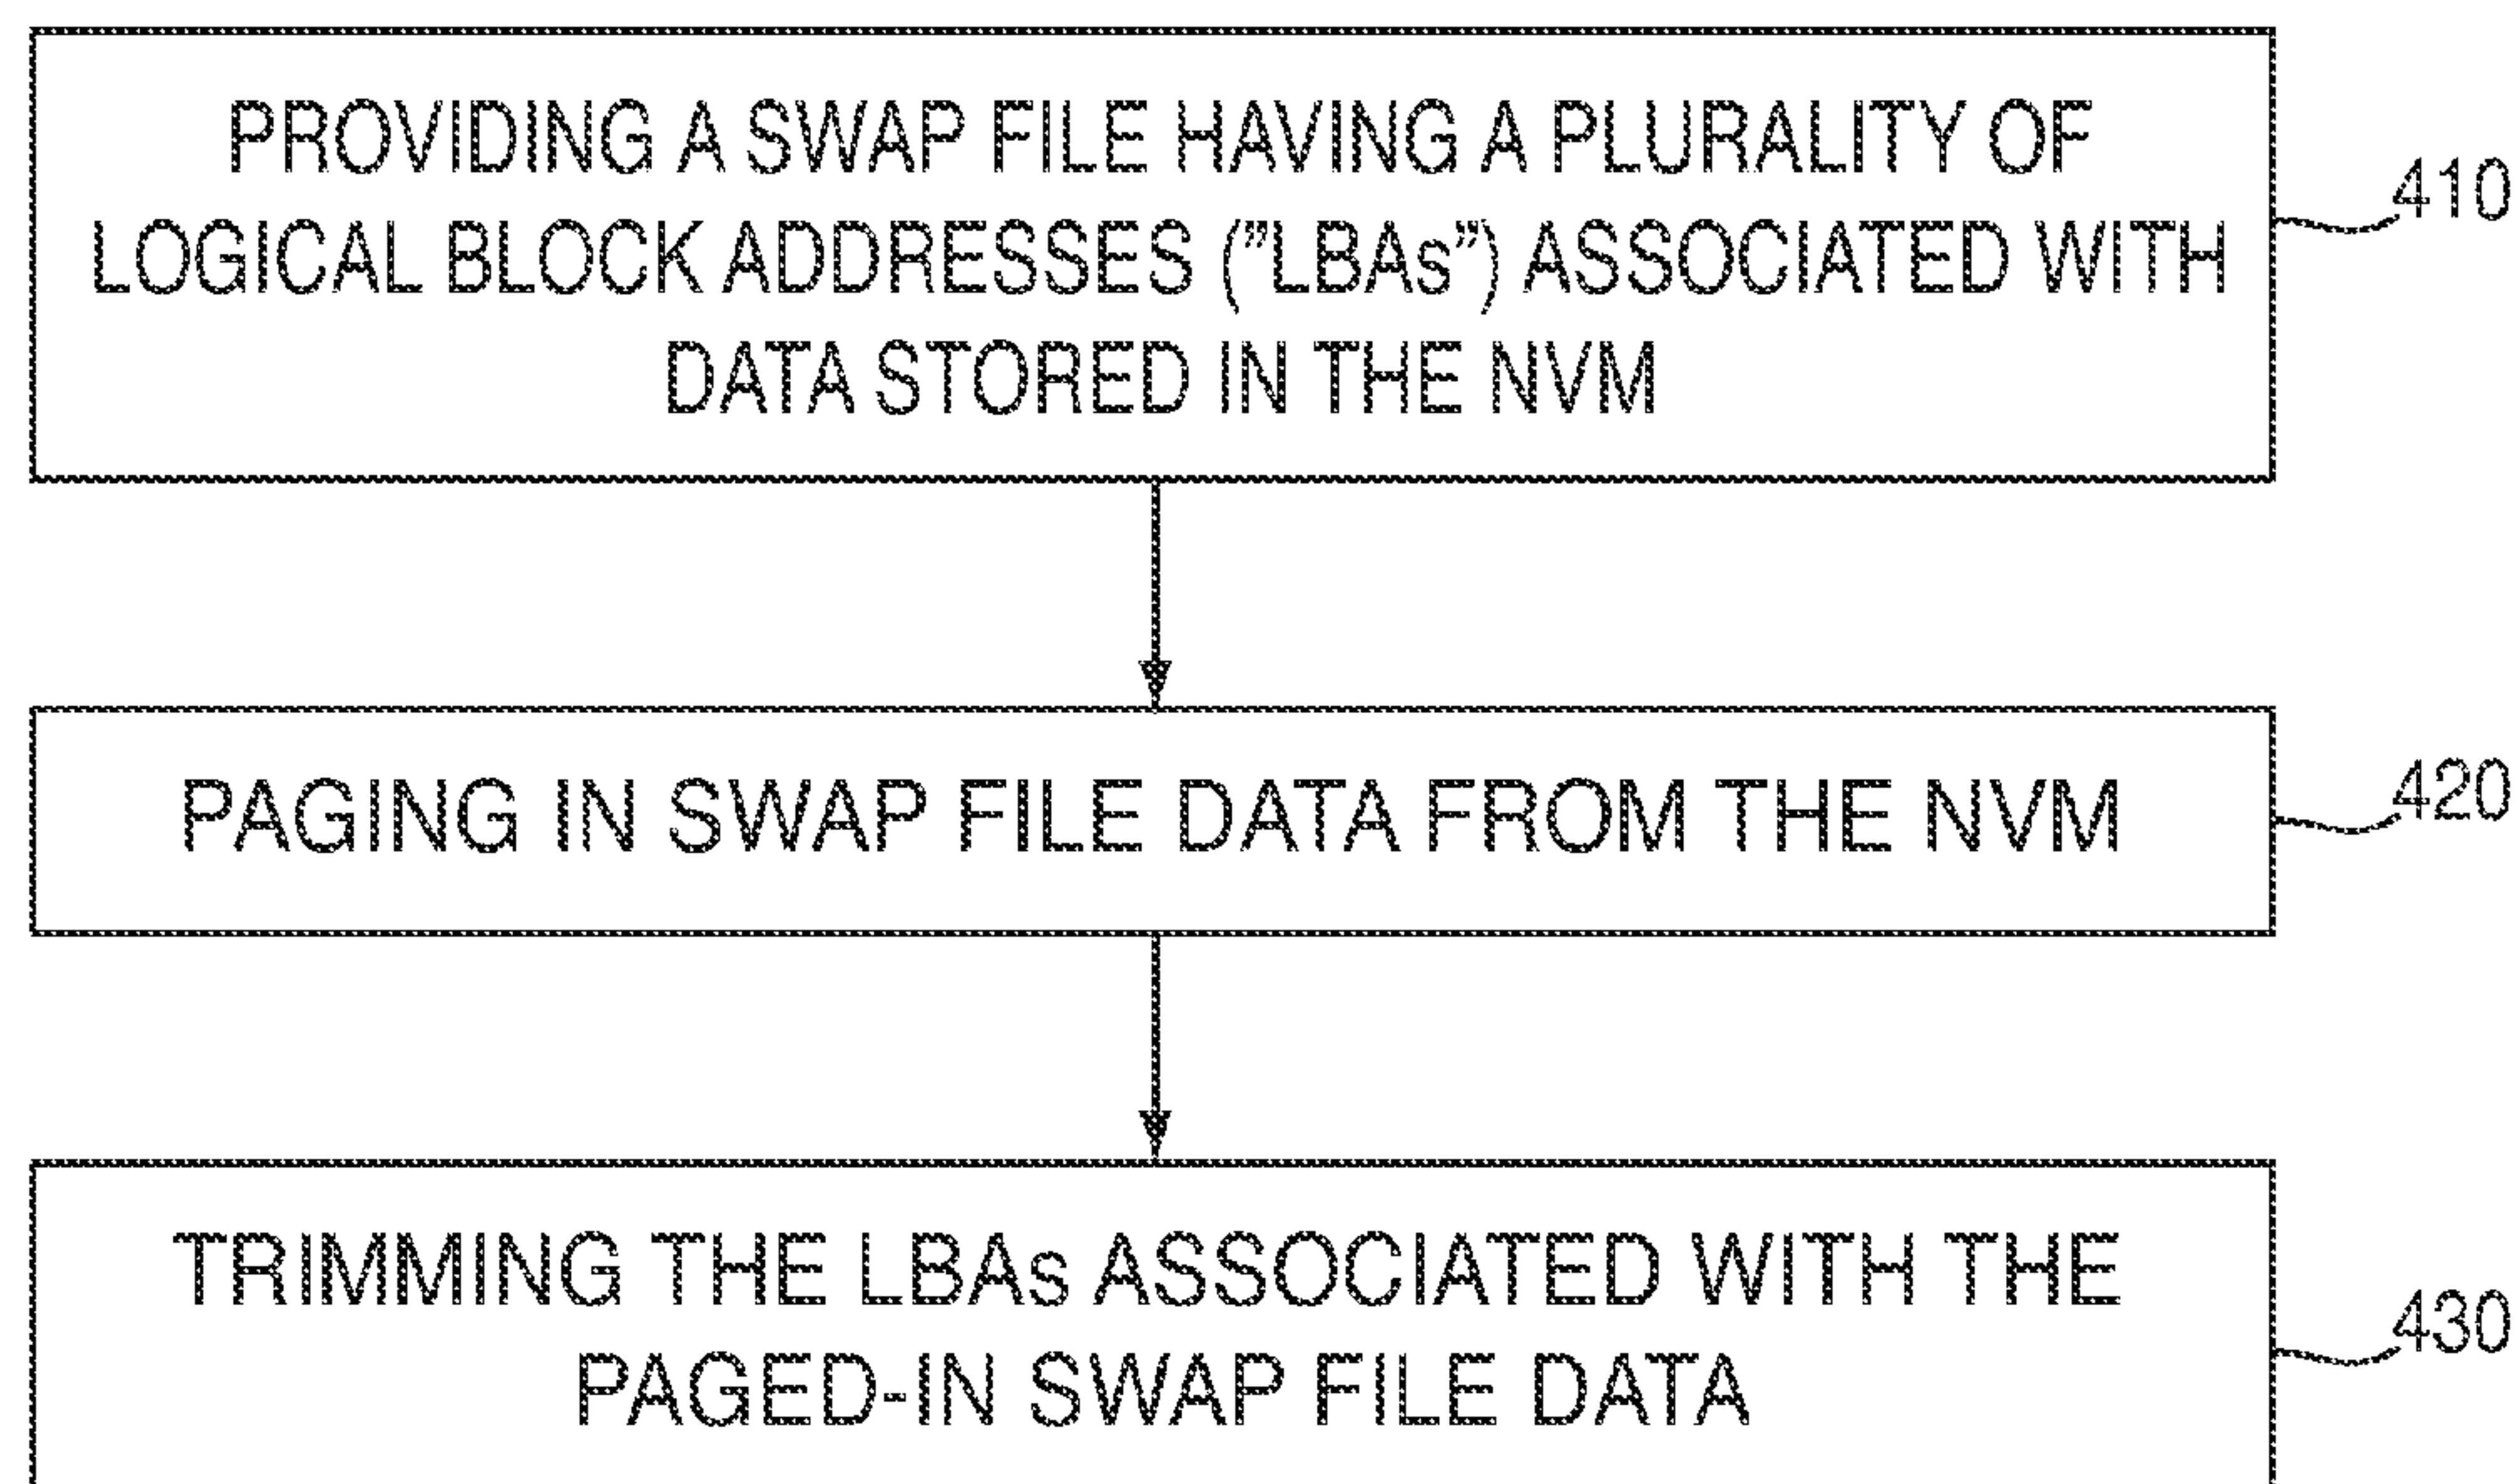 PROVIDING A SWAP FILE HAVING A PLURALITY OF
LOGICAL BLOCK ADDRESSES ("LBAs") ASSOCIATED WITH
DATA STORED IN THE NVM
410
PAGING IN SWAP FILE DATA FROM THE NVM
420
TRIMMING THE LBAs ASSOCIATED WITH THE
PAGED-IN SWAP FILE DATA
430